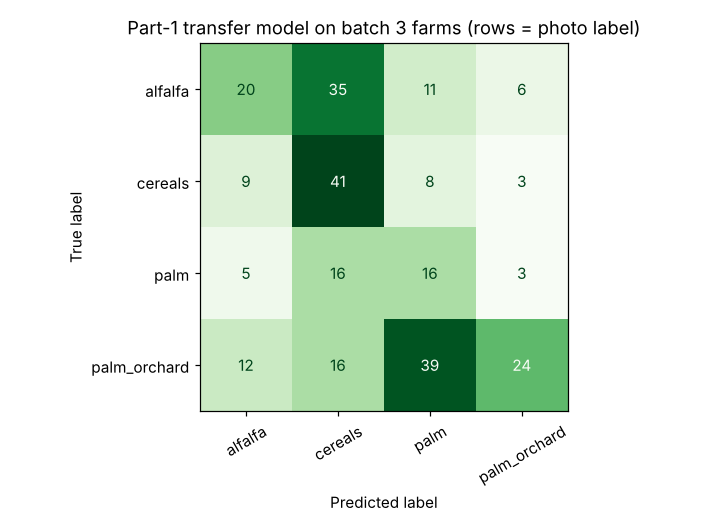 Part-1 transfer model on batch 3 farms (rows = photo label)
True label
alfalfa 20 35 11 6
cereals 9 41 8 3
palm 5 16 16 3
palm_orchard 12 16 39 24
alfalfa cereals palm palm_orchard
Predicted label